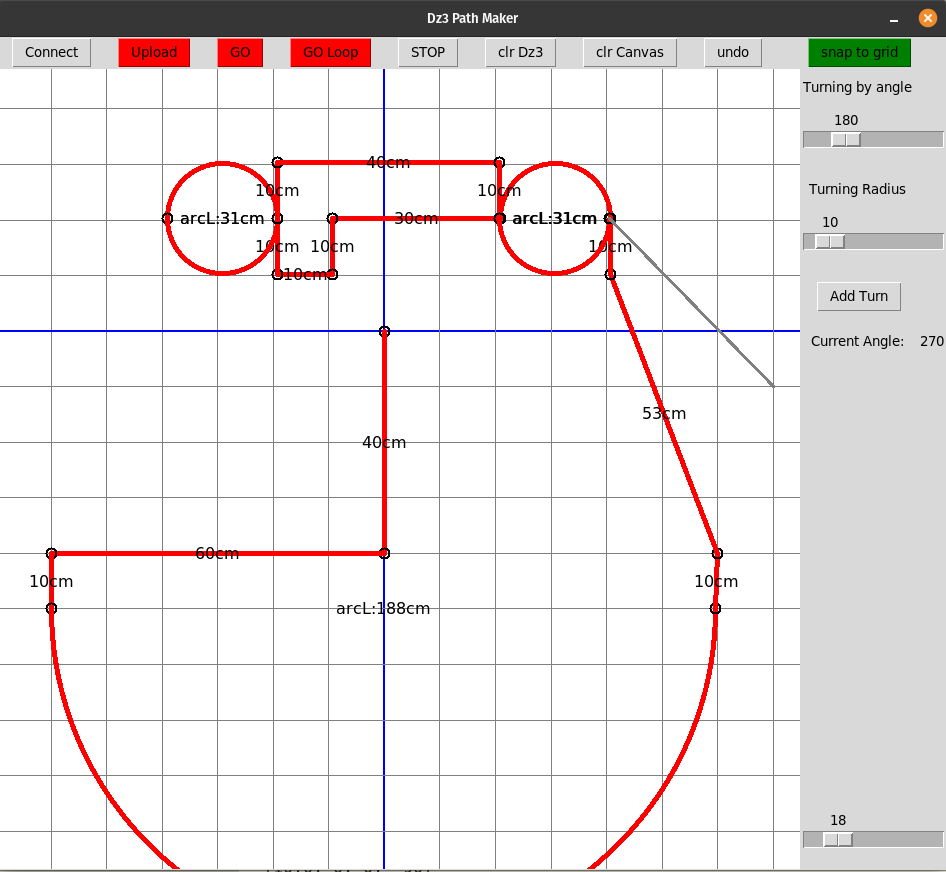 Dz3 Path Maker
Connect Upload GO GO Loop STOP clr Dz3 clr Canvas undo snap to grid
Turning by angle
180
40cm
10cm 10cm
Turning Radius
arcL:31cm 30cm arcL:31cm
10
10cm 10cm 10cm
10cm
Add Turn
Current Angle: 270
53cm
40cm
60cm
10cm 10cm
arcL:188cm
18